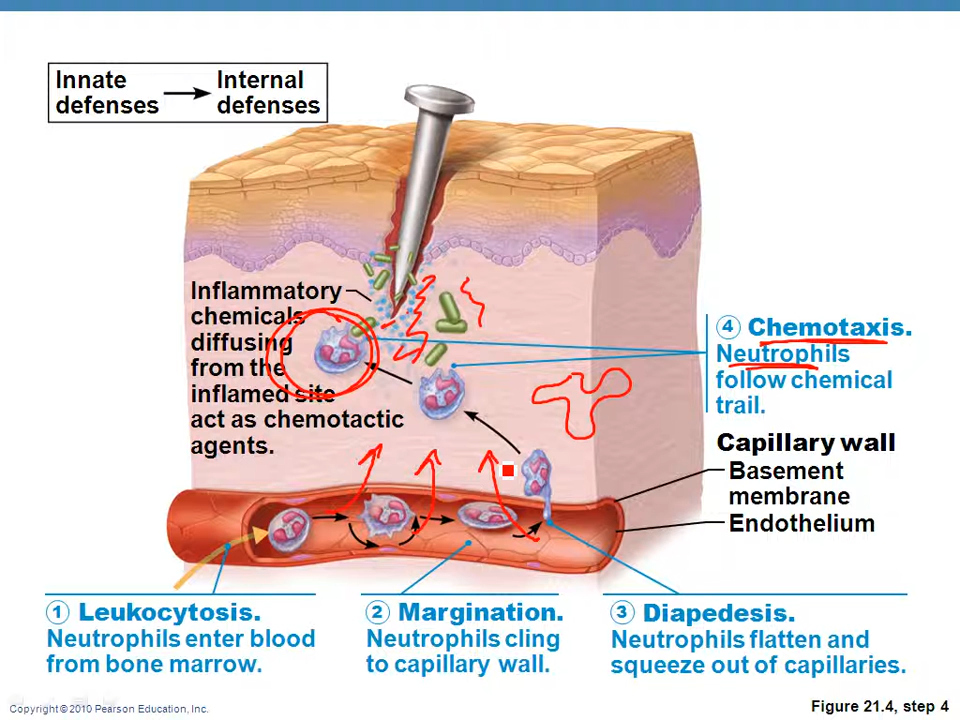 Innate
defenses
Internal
defenses
Inflammatory
chemicals
diffusing
from the
inflamed site
act as chemotactic
agents.
4 Chemotaxis.
Neutrophils
follow chemical
trail.
Capillary wall
Basement
membrane
Endothelium
1 Leukocytosis.
Neutrophils enter blood
from bone marrow.
2 Margination.
Neutrophils cling
to capillary wall.
3 Diapedesis.
Neutrophils flatten and
squeeze out of capillaries.
Copyright © 2010 Pearson Education, Inc.
Figure 21.4, step 4